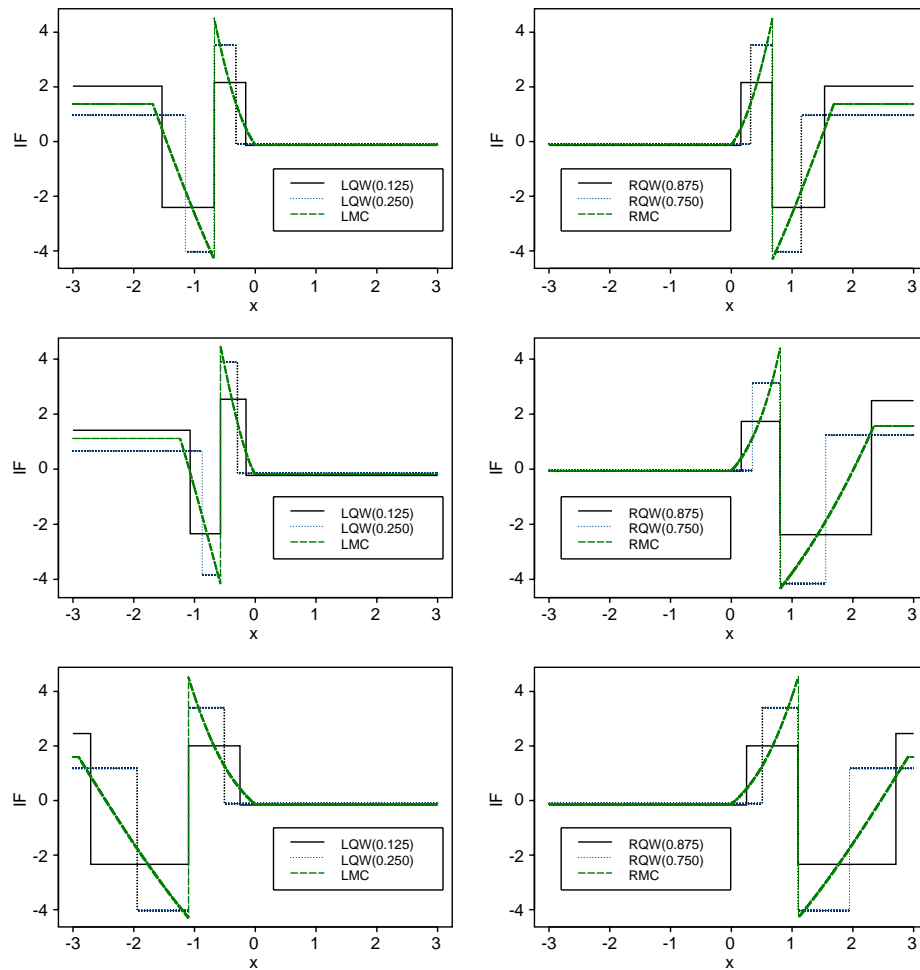 4
2
0
-2
-4
IF
-3 -2 -1 0 1 2 3
x
LQW(0.125)
LQW(0.250)
LMC
4
2
0
-2
-4
IF
-3 -2 -1 0 1 2 3
x
RQW(0.875)
RQW(0.750)
RMC
4
2
0
-2
-4
IF
-3 -2 -1 0 1 2 3
x
LQW(0.125)
LQW(0.250)
LMC
4
2
0
-2
-4
IF
-3 -2 -1 0 1 2 3
x
RQW(0.875)
RQW(0.750)
RMC
4
2
0
-2
-4
IF
-3 -2 -1 0 1 2 3
x
LQW(0.125)
LQW(0.250)
LMC
4
2
0
-2
-4
IF
-3 -2 -1 0 1 2 3
x
RQW(0.875)
RQW(0.750)
RMC